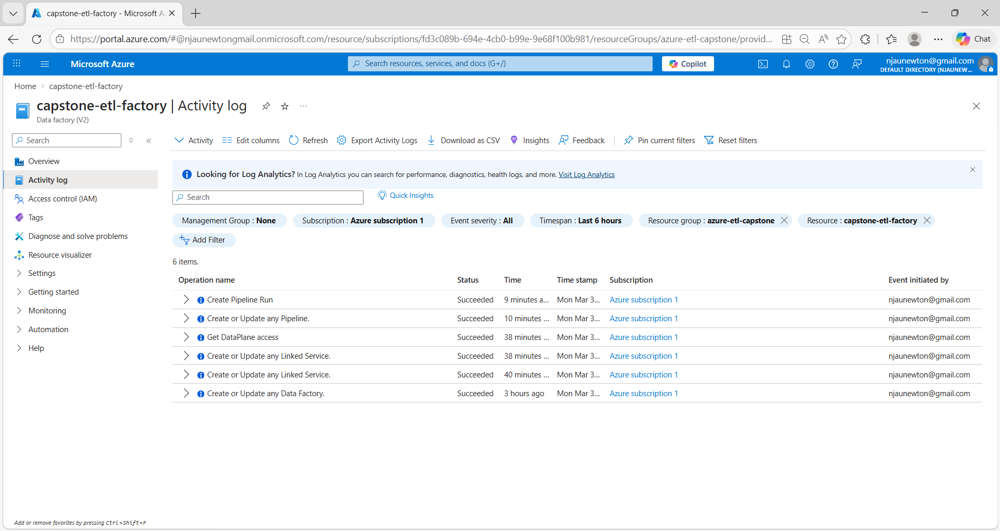 capstone-etl-factory - Microsoft A
https://portal.azure.com/#@njaunewtongmail.onmicrosoft.com/resource/subscriptions/fd3c089b-694e-4cb0-b99e-9e68f100b981/resourceGroups/azure-etl-capstone/provid...
Chat
Microsoft Azure
Search resources, services, and docs (G+/)
Copilot
njaunewton@gmail.com
DEFAULT DIRECTORY (NJAUNEW...
Home > capstone-etl-factory
capstone-etl-factory | Activity log
Data factory (V2)
Search
Activity
Edit columns
Refresh
Export Activity Logs
Download as CSV
Insights
Feedback
Pin current filters
Reset filters
Overview
Activity log
Access control (IAM)
Tags
Diagnose and solve problems
Resource visualizer
Settings
Getting started
Monitoring
Automation
Help
Looking for Log Analytics? In Log Analytics you can search for performance, diagnostics, health logs, and more. Visit Log Analytics
Search
Quick Insights
Management Group : None
Subscription : Azure subscription 1
Event severity : All
Timespan : Last 6 hours
Resource group : azure-etl-capstone
Resource : capstone-etl-factory
Add Filter
6 items.
Operation name Status Time Time stamp Subscription Event initiated by
Create Pipeline Run Succeeded 9 minutes a... Mon Mar 3... Azure subscription 1 njaunewton@gmail.com
Create or Update any Pipeline. Succeeded 10 minutes ... Mon Mar 3... Azure subscription 1 njaunewton@gmail.com
Get DataPlane access Succeeded 38 minutes ... Mon Mar 3... Azure subscription 1 njaunewton@gmail.com
Create or Update any Linked Service. Succeeded 38 minutes ... Mon Mar 3... Azure subscription 1 njaunewton@gmail.com
Create or Update any Linked Service. Succeeded 40 minutes ... Mon Mar 3... Azure subscription 1 njaunewton@gmail.com
Create or Update any Data Factory. Succeeded 3 hours ago Mon Mar 3... Azure subscription 1 njaunewton@gmail.com
Add or remove favorites by pressing Ctrl+Shift+F